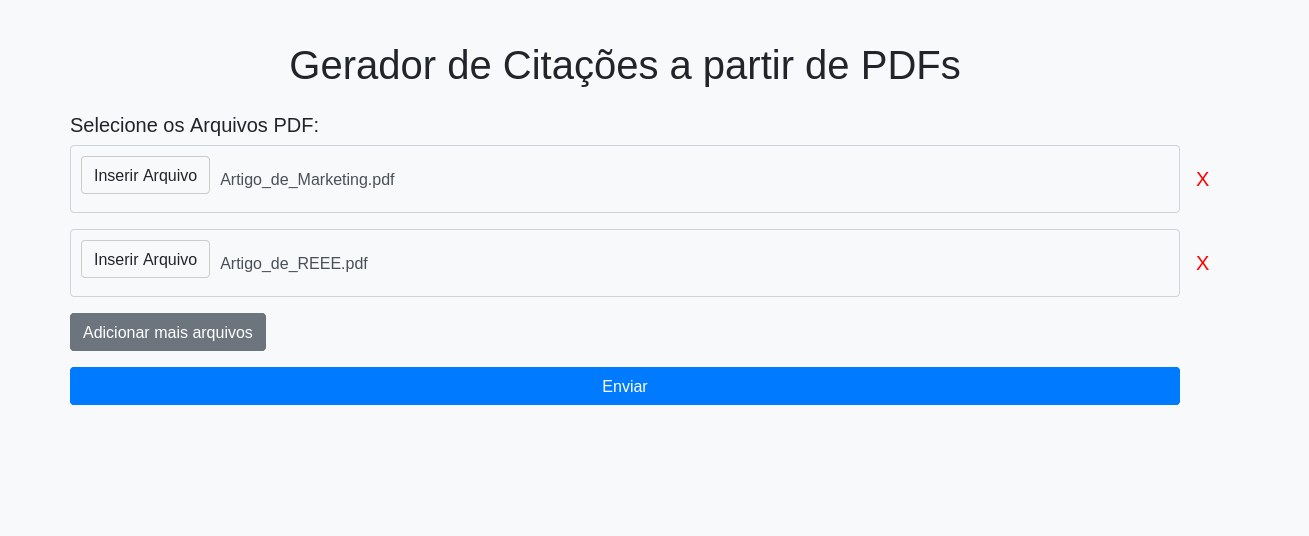 Gerador de Citações a partir de PDFs
Selecione os Arquivos PDF:
Inserir Arquivo Artigo_de_Marketing.pdf X
Inserir Arquivo Artigo_de_REEE.pdf X
Adicionar mais arquivos
Enviar